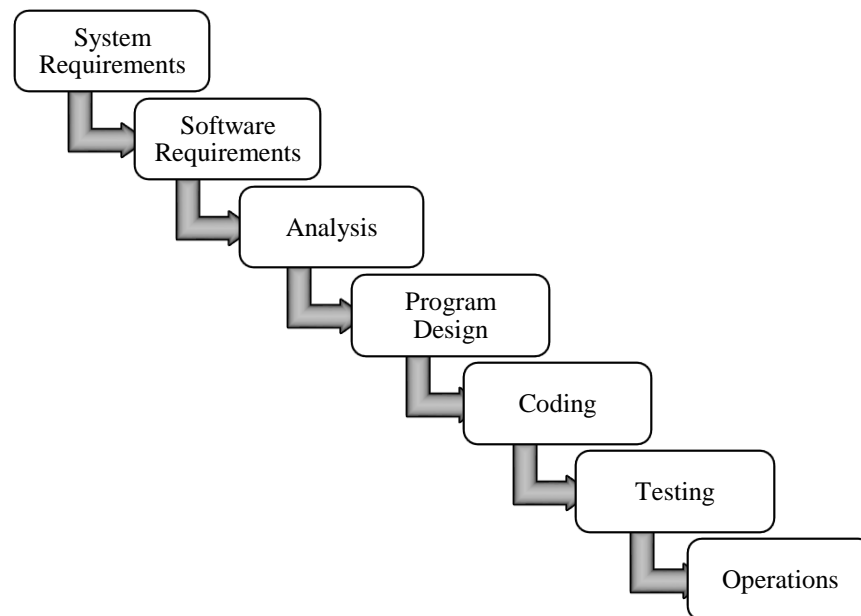 System
Requirements
Software
Requirements
Analysis
Program
Design
Coding
Testing
Operations